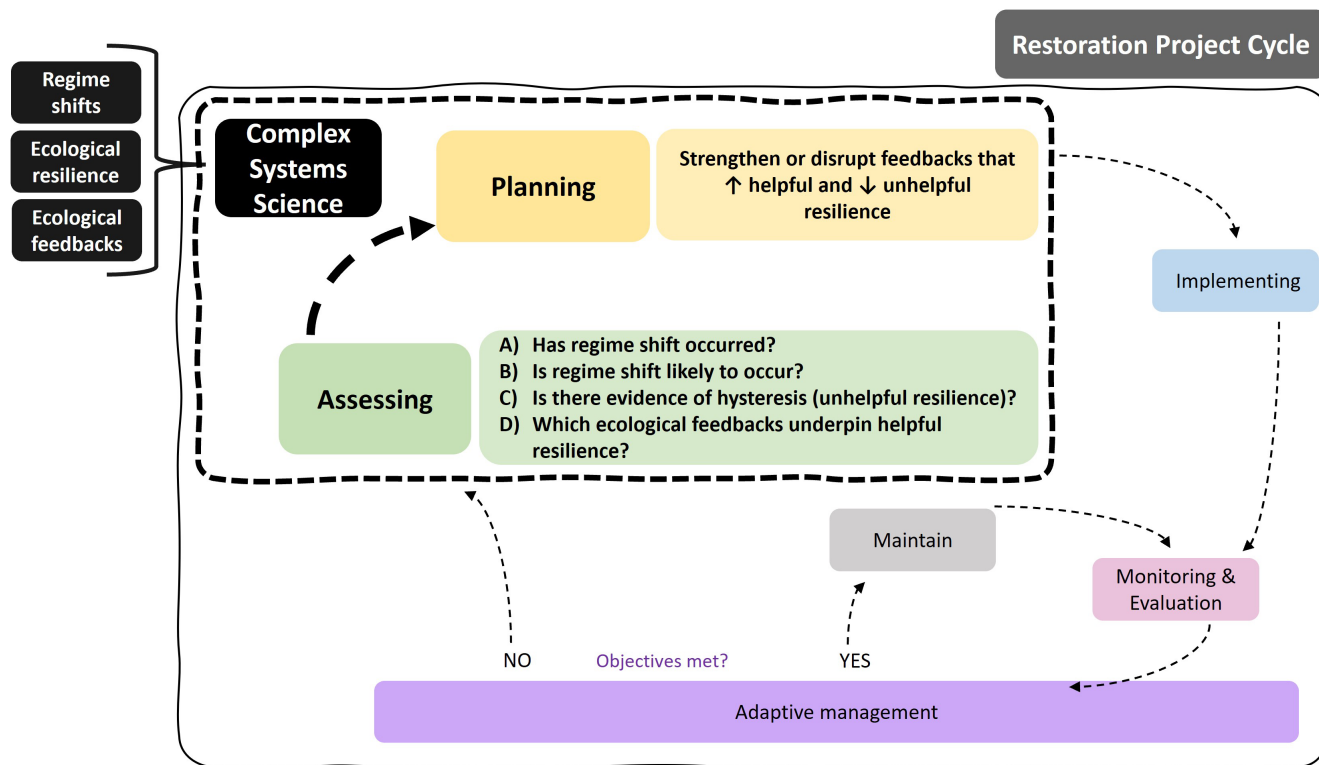 Restoration Project Cycle
Regime
shifts
Ecological
resilience
Ecological
feedbacks
Complex
Systems
Science
Planning
Strengthen or disrupt feedbacks that
↑ helpful and ↓ unhelpful
resilience
Implementing
Assessing
A) Has regime shift occurred?
B) Is regime shift likely to occur?
C) Is there evidence of hysteresis (unhelpful resilience)?
D) Which ecological feedbacks underpin helpful
resilience?
Maintain
Monitoring &
Evaluation
NO
Objectives met?
YES
Adaptive management